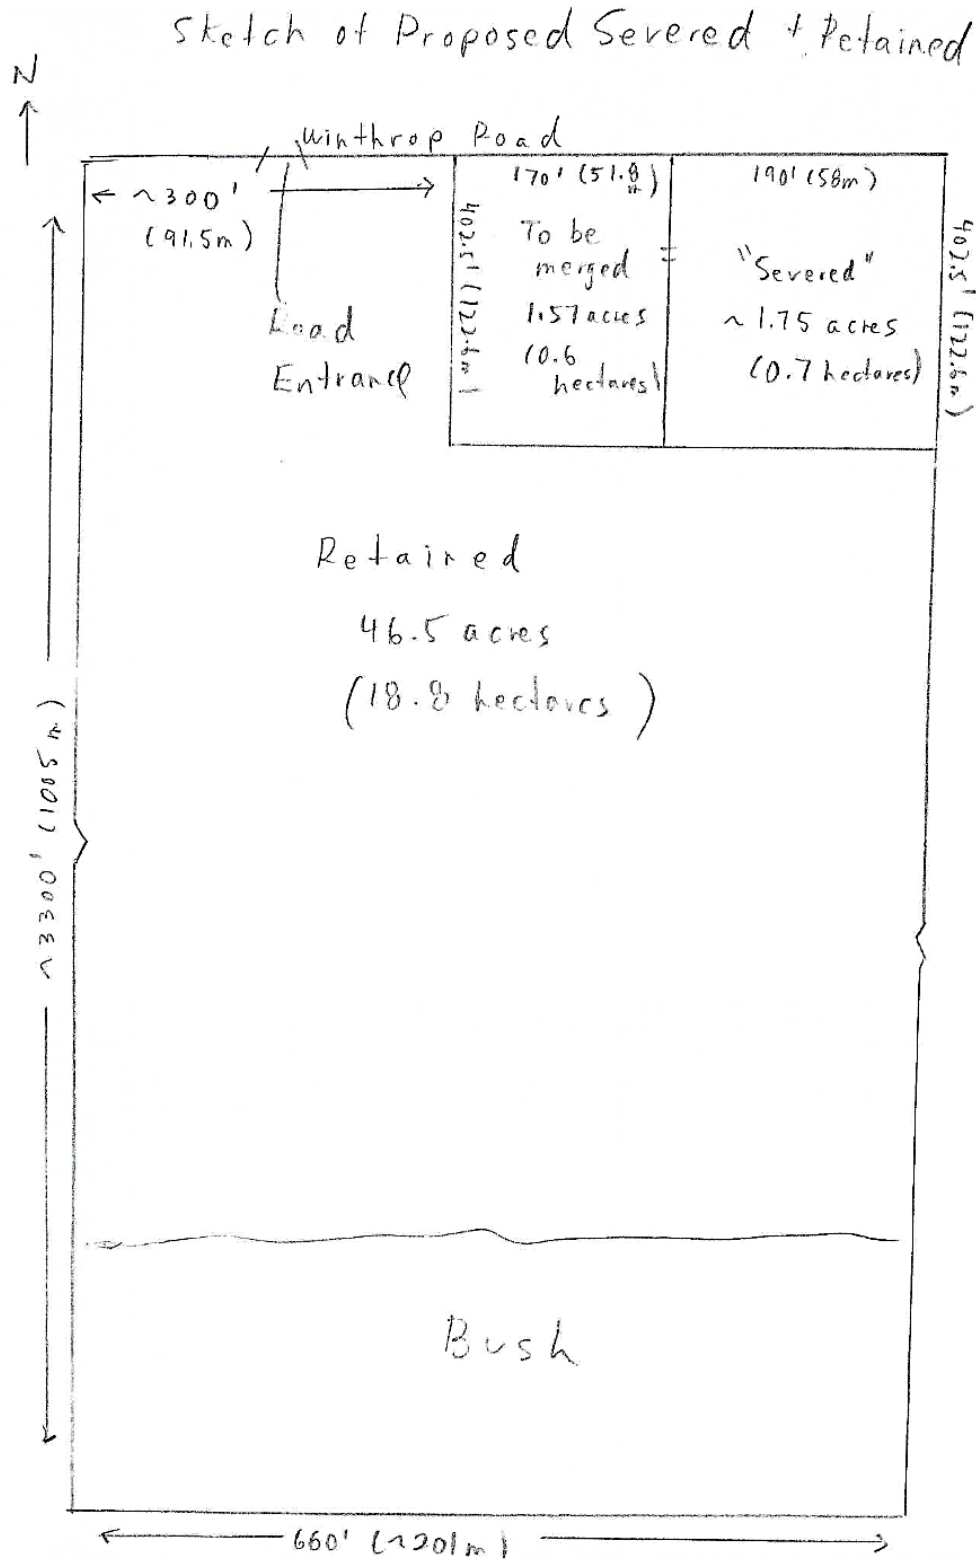 Sketch of Proposed Severed + Retained
N
Winthrop Road
~300'
(91.5m)
Road
Entrance
170' (51.8m)
402.5' (122.6m)
To be
merged
1.57 acres
(0.6
hectares)
190' (58m)
"Severed"
~1.75 acres
(0.7 hectares)
402.5' (122.6m)
Retained
46.5 acres
(18.8 hectares)
~3300' (1005m)
Bush
660' (~201m)